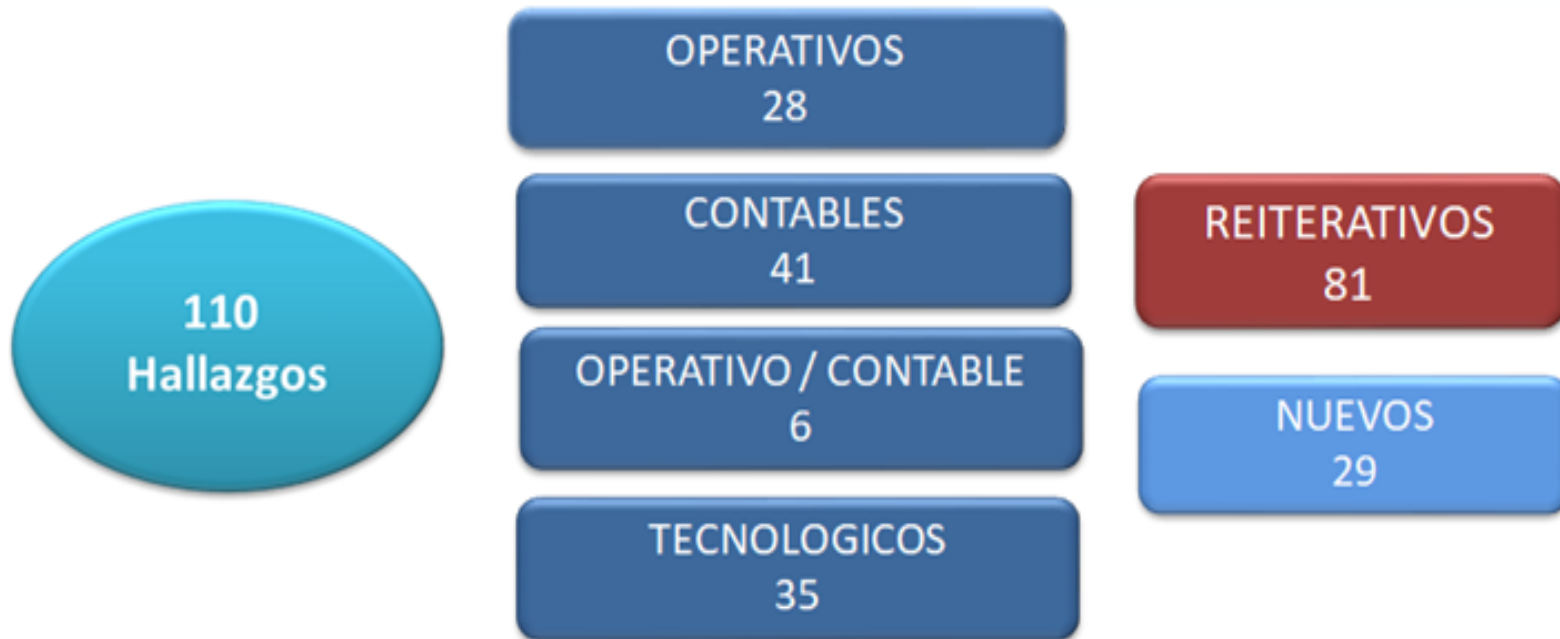 110
Hallazgos
OPERATIVOS
28
CONTABLES
41
OPERATIVO / CONTABLE
6
TECNOLOGICOS
35
REITERATIVOS
81
NUEVOS
29